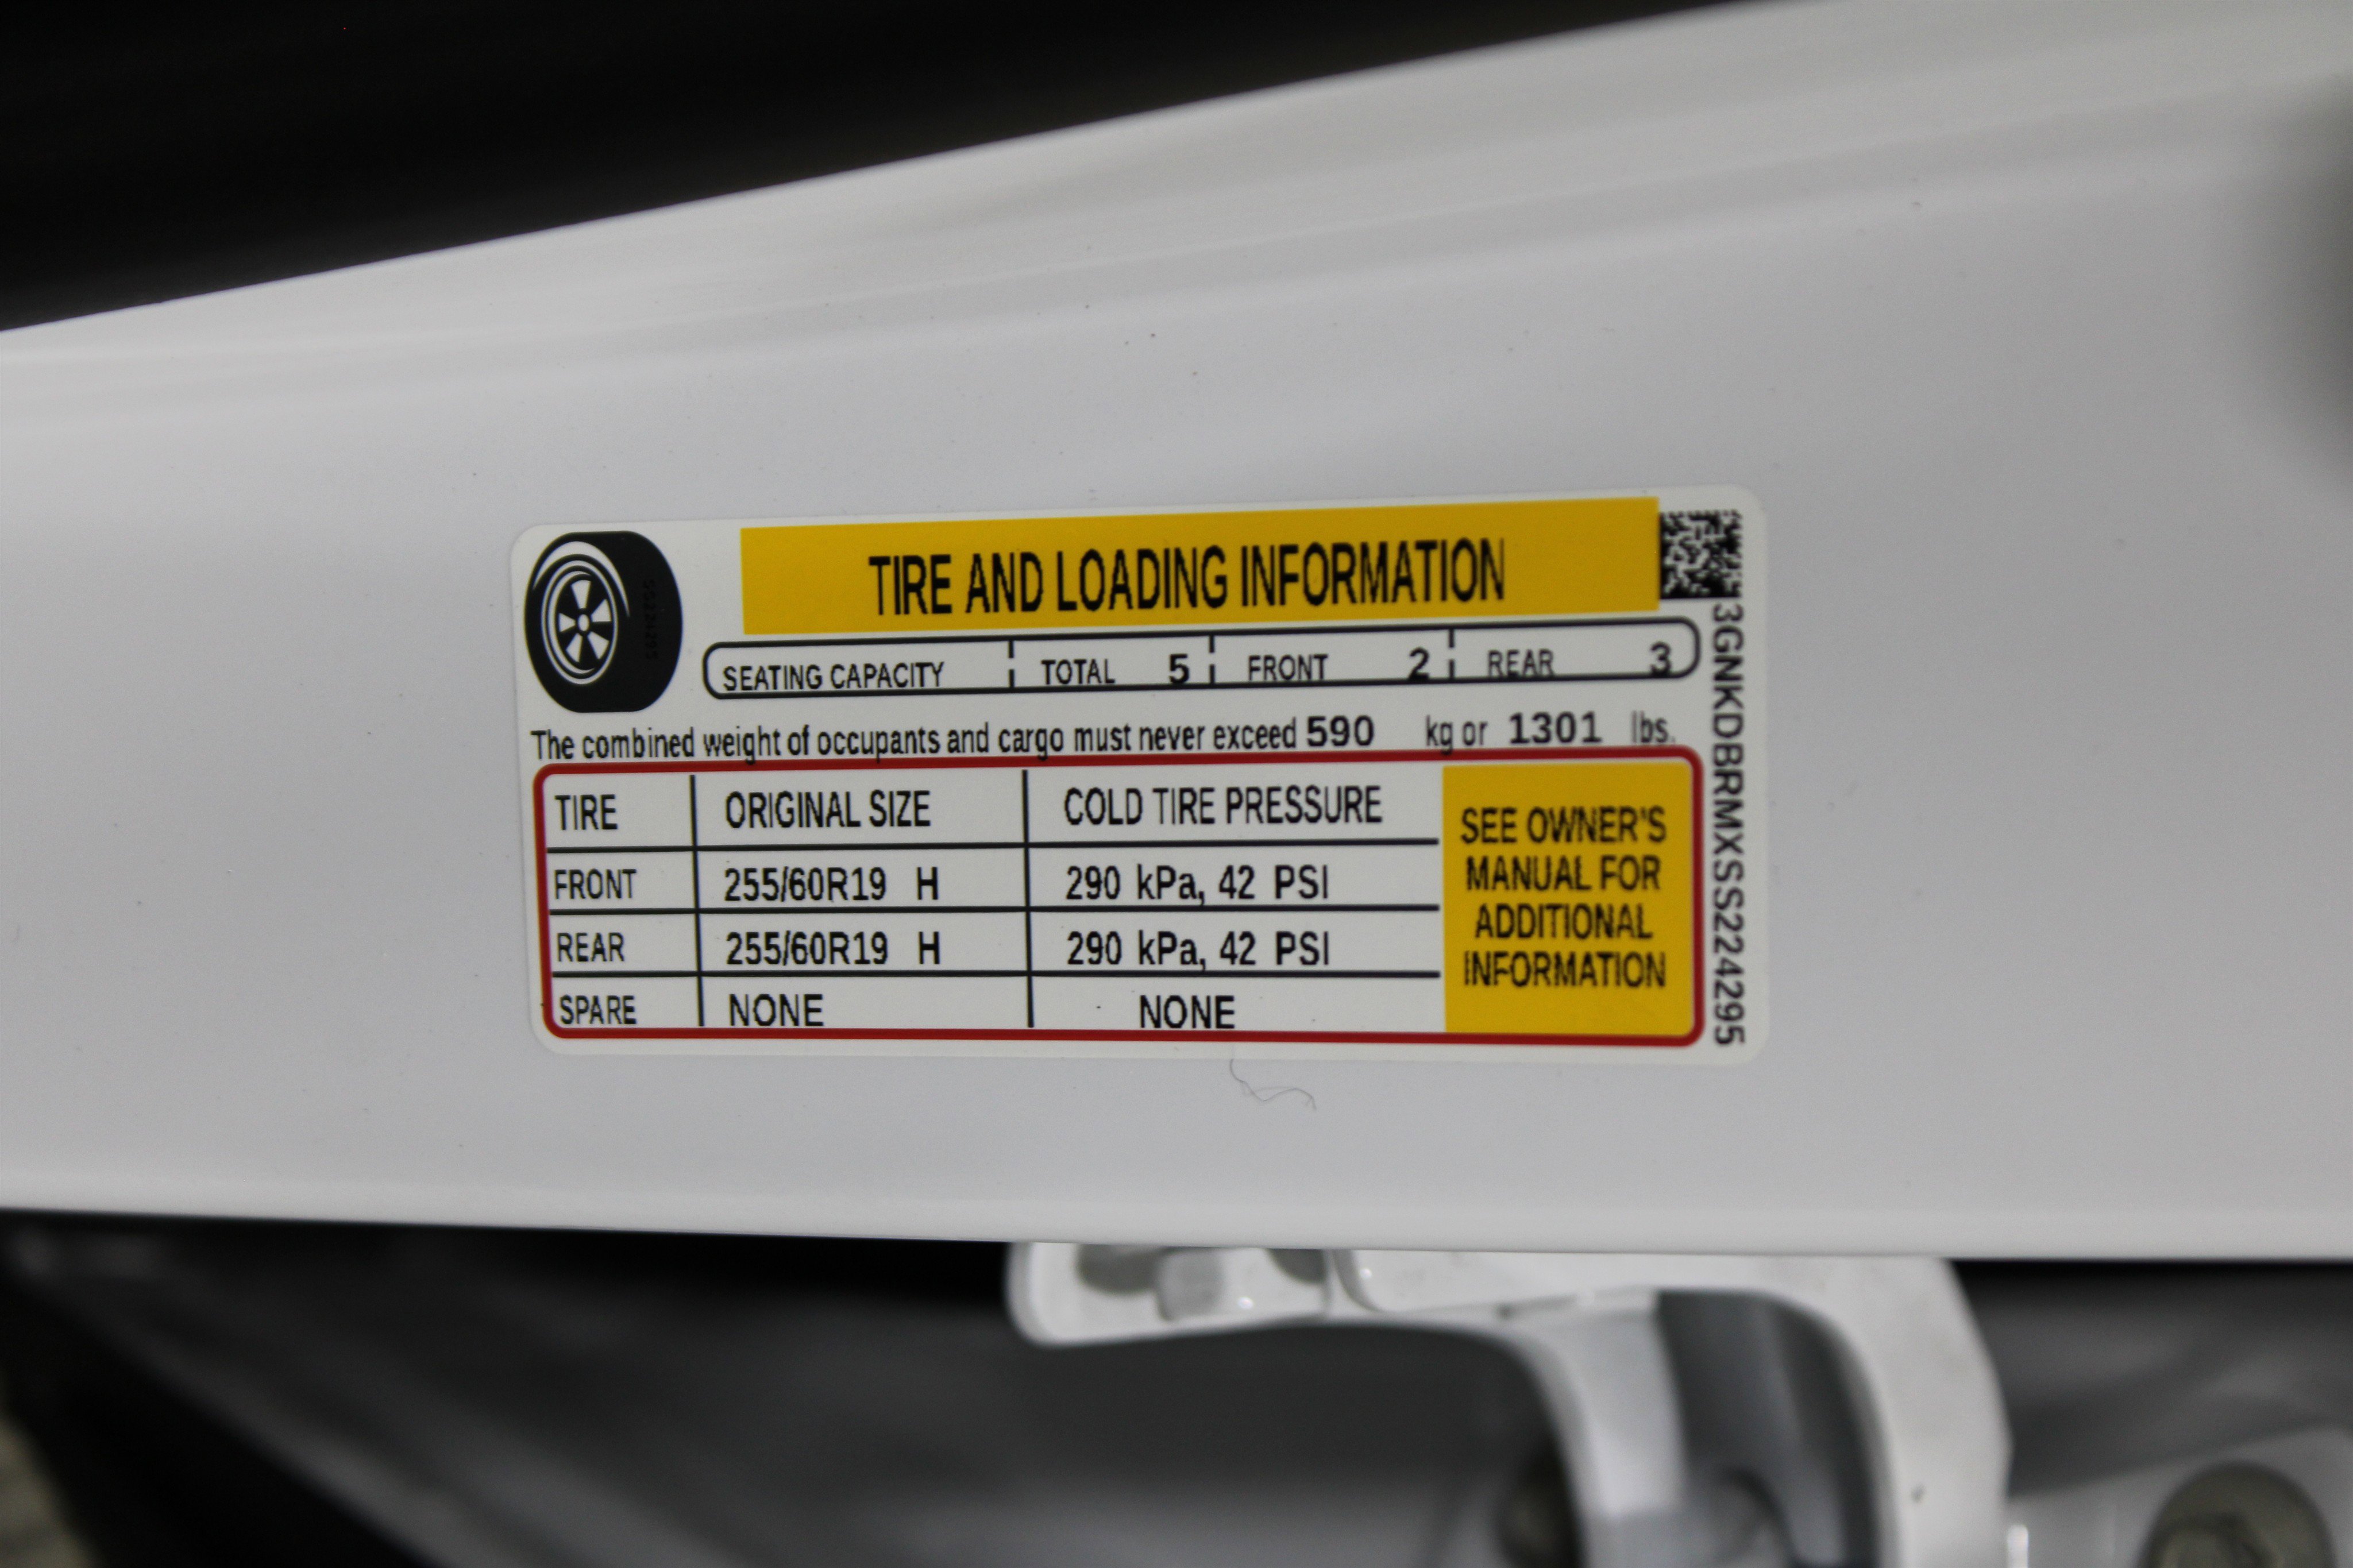 TIRE AND LOADING INFORMATION
SEATING CAPACITY TOTAL 5 FRONT 2 REAR 3
The combined weight of occupants and cargo must never exceed 590 kg or 1301 lbs.
TIRE ORIGINAL SIZE COLD TIRE PRESSURE
FRONT 255/60R19 H 290 kPa, 42 PSI
REAR 255/60R19 H 290 kPa, 42 PSI
SPARE NONE NONE
SEE OWNER'S
MANUAL FOR
ADDITIONAL
INFORMATION
3GNKDBRMXSS224295